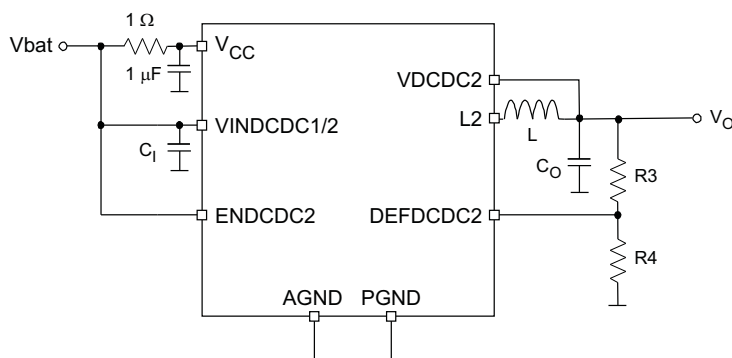 1 Ω
Vbat
VCC
1 μF
VDCDC2
L2
VO
VINDCDC1/2
L
CI
CO
R3
ENDCDC2
DEFDCDC2
R4
AGND
PGND